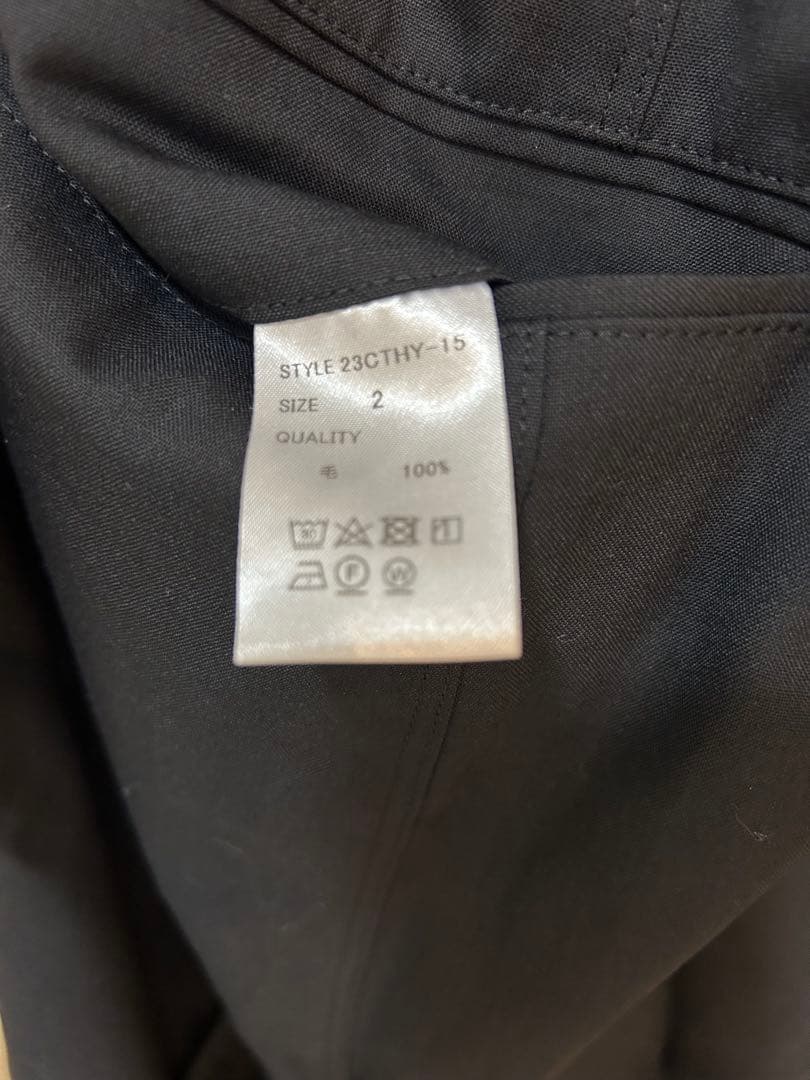 STYLE 23CTHY-15
SIZE 2
QUALITY
毛 100%
F W